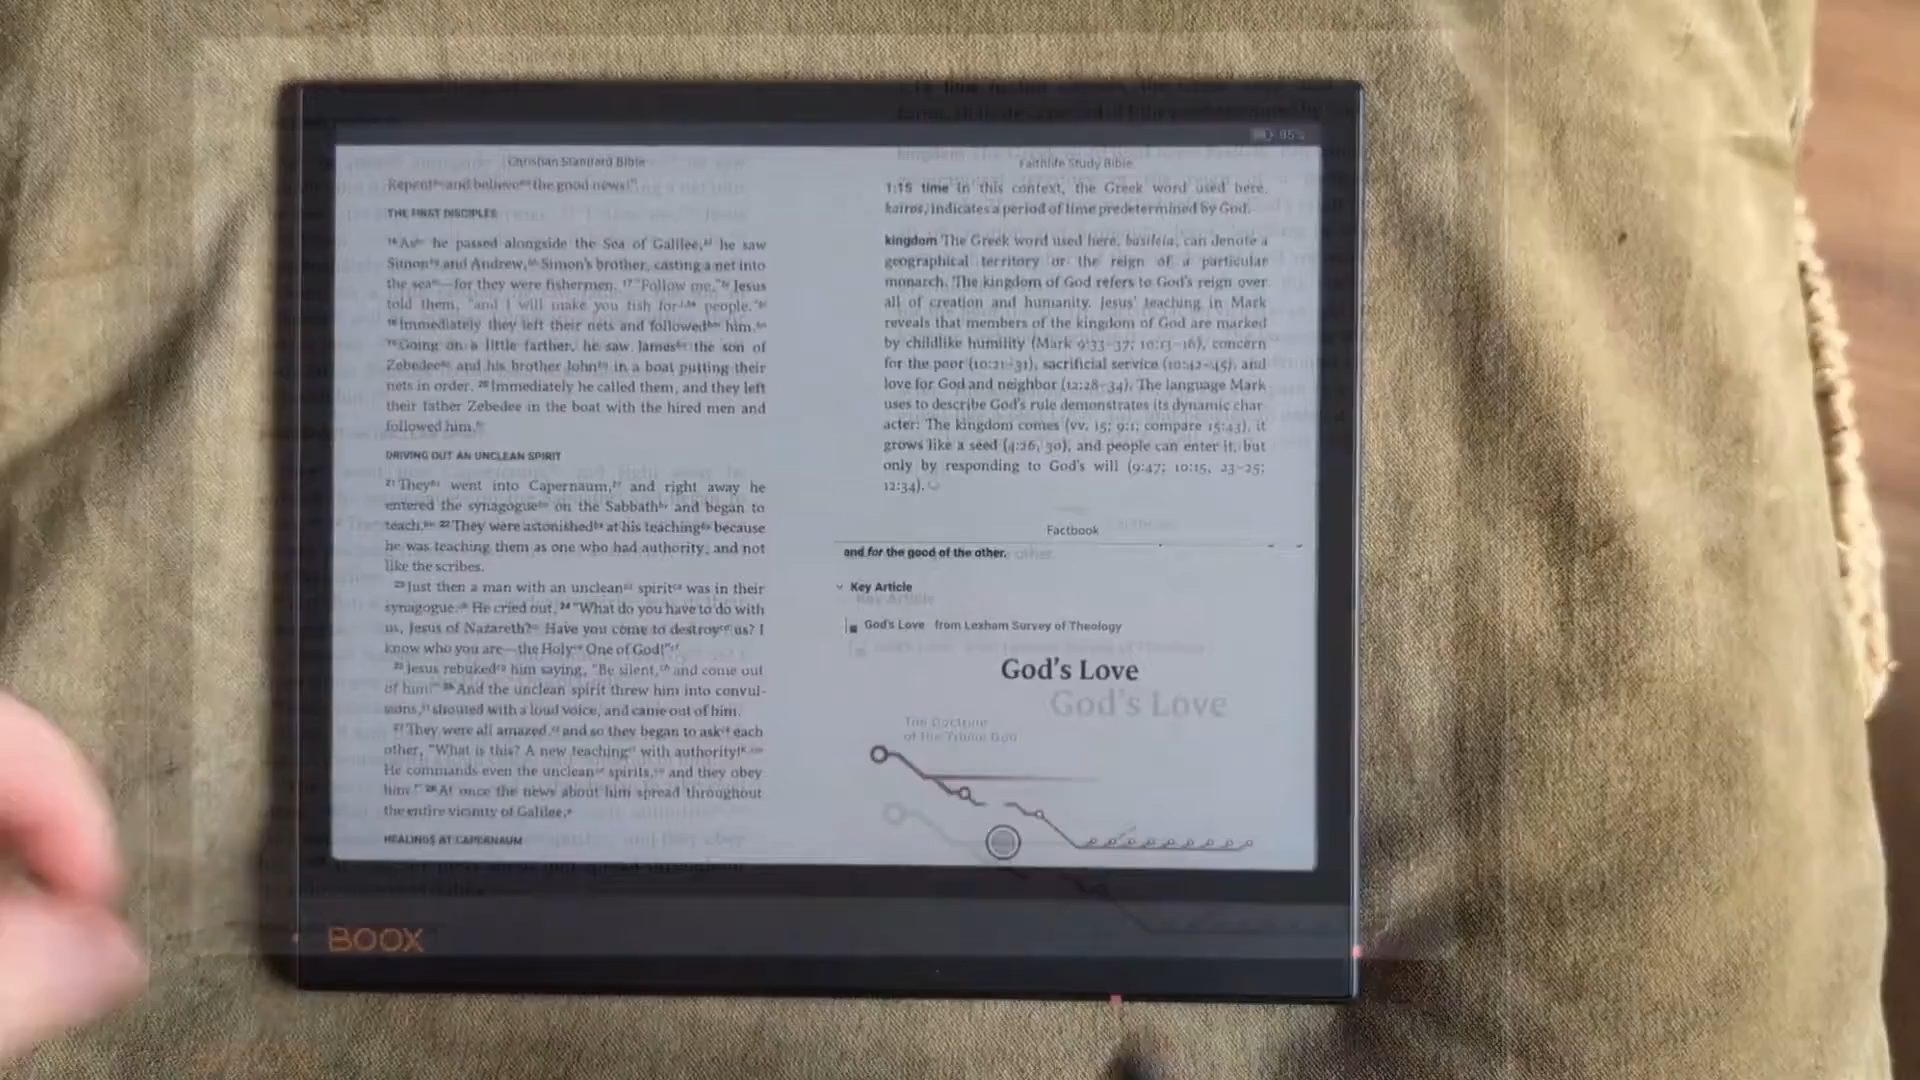 95%
Christian Standard Bible
Repent and believe the good news!"
THE FIRST DISCIPLES
16 As he passed alongside the Sea of Galilee, he saw
Simon and Andrew, Simon's brother, casting a net into
the sea—for they were fishermen. 17 "Follow me," Jesus
told them, "and I will make you fish for people."
18 Immediately they left their nets and followed him.
19 Going on a little farther, he saw James the son of
Zebedee and his brother John in a boat putting their
nets in order. 20 Immediately he called them, and they left
their father Zebedee in the boat with the hired men and
followed him.
DRIVING OUT AN UNCLEAN SPIRIT
21 They went into Capernaum, and right away he
entered the synagogue on the Sabbath and began to
teach. 22 They were astonished at his teaching because
he was teaching them as one who had authority, and not
like the scribes.
23 Just then a man with an unclean spirit was in their
synagogue. He cried out, 24 "What do you have to do with
us, Jesus of Nazareth? Have you come to destroy us? I
know who you are—the Holy One of God!"
25 Jesus rebuked him saying, "Be silent, and come out
of him!" 26 And the unclean spirit threw him into convul-
sions, shouted with a loud voice, and came out of him.
27 They were all amazed, and so they began to ask each
other, "What is this? A new teaching with authority!
He commands even the unclean spirits, and they obey
him." 28 At once the news about him spread throughout
the entire vicinity of Galilee.
HEALINGS AT CAPERNAUM
Faithlife Study Bible
1:15 time In this context, the Greek word used here,
kairos, indicates a period of time predetermined by God.
kingdom The Greek word used here, basileia, can denote a
geographical territory or the reign of a particular
monarch. The kingdom of God refers to God's reign over
all of creation and humanity. Jesus' teaching in Mark
reveals that members of the kingdom of God are marked
by childlike humility (Mark 9:33–37; 10:13–16), concern
for the poor (10:21–31), sacrificial service (10:42–45), and
love for God and neighbor (12:28–34). The language Mark
uses to describe God's rule demonstrates its dynamic char
acter: The kingdom comes (vv. 15; 9:1; compare 15:43), it
grows like a seed (4:26, 30), and people can enter it, but
only by responding to God's will (9:47; 10:15, 23–25;
12:34).
Factbook
and for the good of the other.
Key Article
God's Love from Lexham Survey of Theology
God's Love
The Doctrine
of the Triune God
BOOX